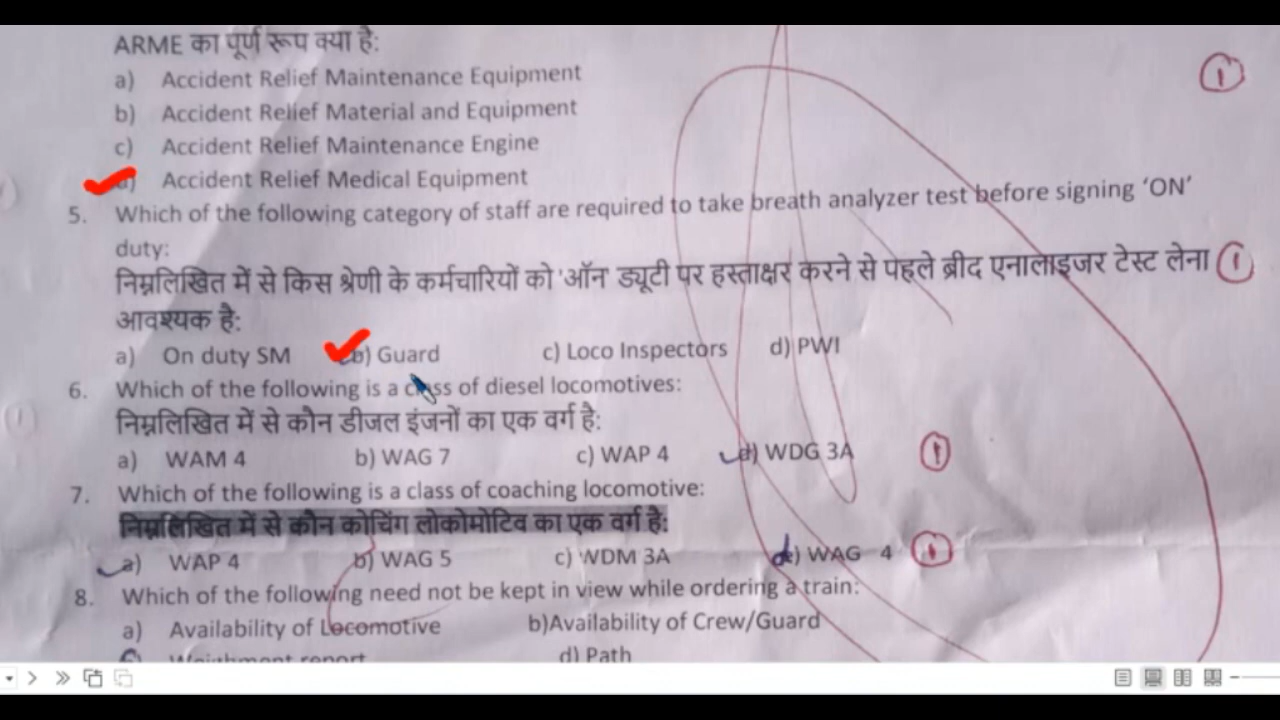 ARME का पूर्ण रूप क्या है:
a) Accident Relief Maintenance Equipment
b) Accident Relief Material and Equipment
c) Accident Relief Maintenance Engine
d) Accident Relief Medical Equipment
5. Which of the following category of staff are required to take breath analyzer test before signing ‘ON’
duty:
निम्नलिखित में से किस श्रेणी के कर्मचारियों को 'ऑन' ड्यूटी पर हस्ताक्षर करने से पहले ब्रीद एनालाइजर टेस्ट लेना
आवश्यक है:
a) On duty SM b) Guard c) Loco Inspectors d) PWI
6. Which of the following is a class of diesel locomotives:
निम्नलिखित में से कौन डीजल इंजनों का एक वर्ग है:
a) WAM 4 b) WAG 7 c) WAP 4 d) WDG 3A
7. Which of the following is a class of coaching locomotive:
निम्नलिखित में से कौन कोचिंग लोकोमोटिव का एक वर्ग है:
a) WAP 4 b) WAG 5 c) WDM 3A d) WAG 4
8. Which of the following need not be kept in view while ordering a train:
a) Availability of Locomotive b)Availability of Crew/Guard
d) Path